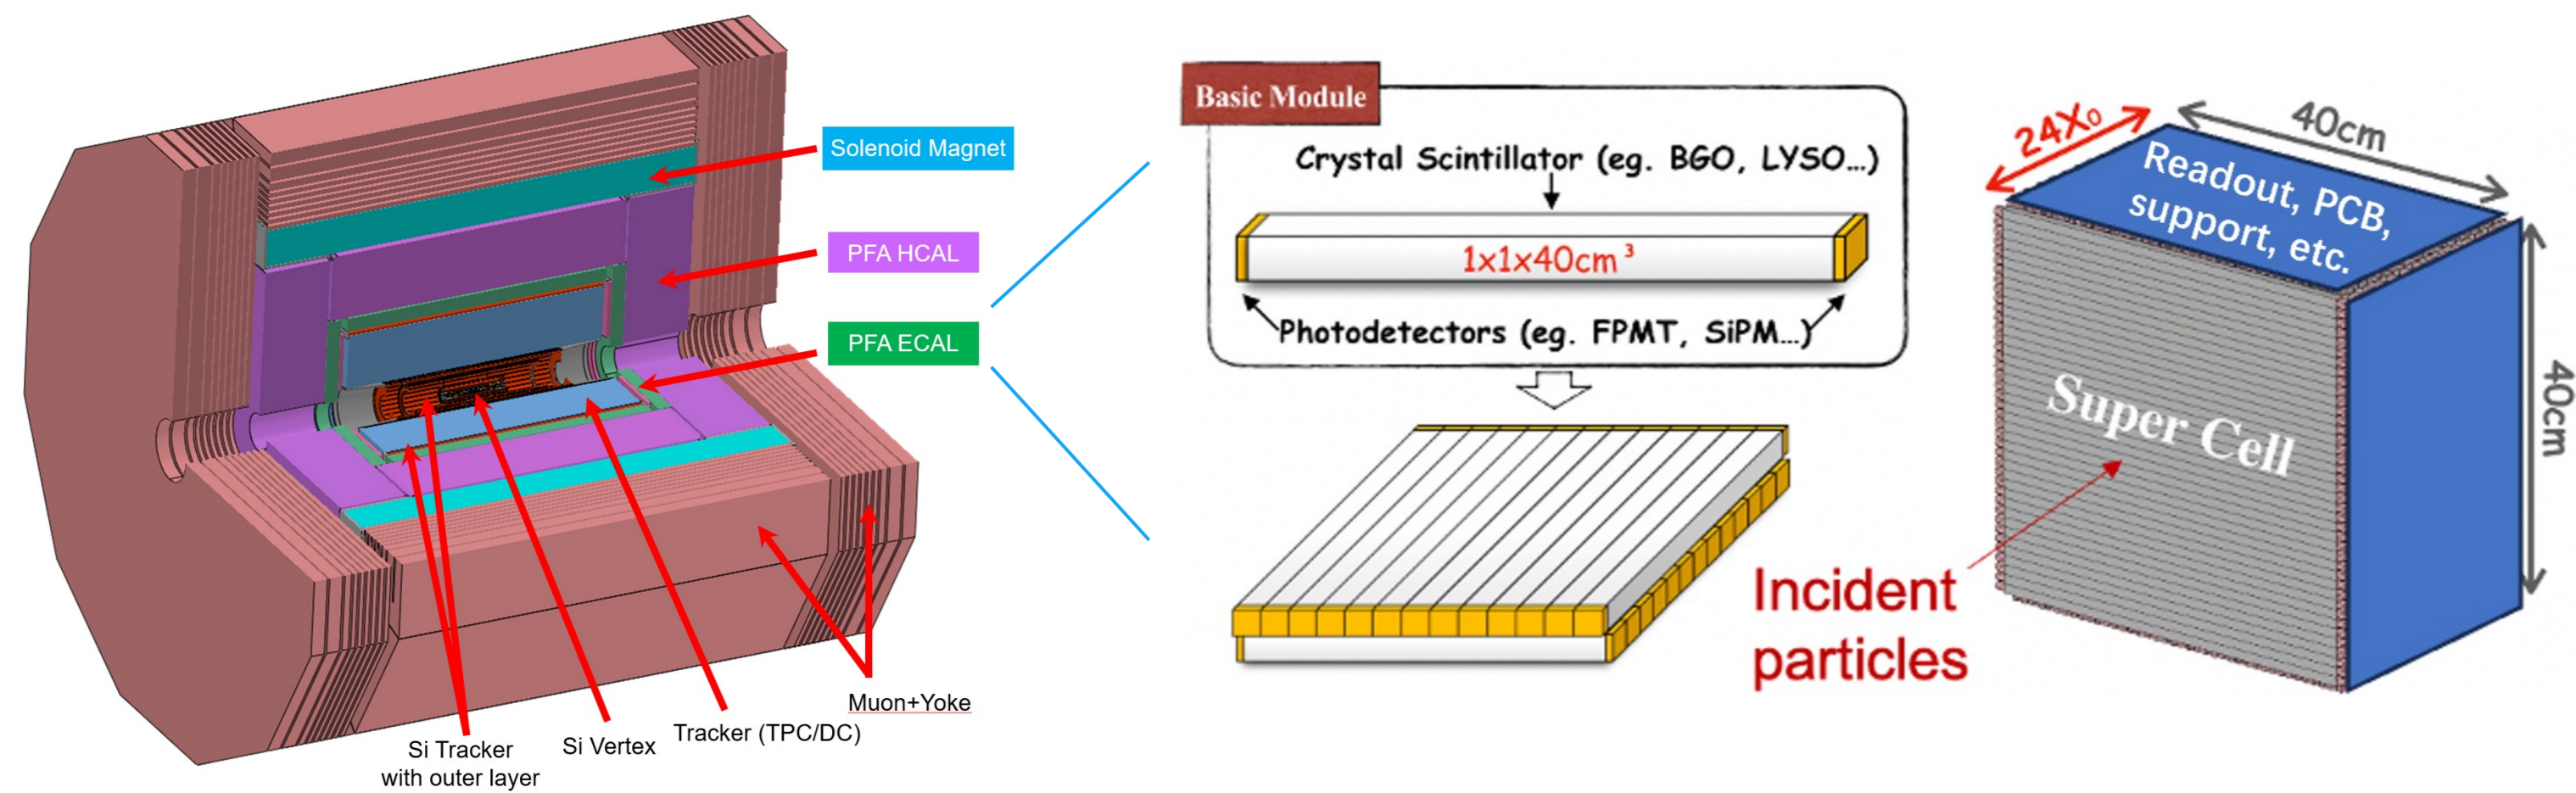 Solenoid Magnet
PFA HCAL
PFA ECAL
Muon+Yoke
Tracker (TPC/DC)
Si Vertex
Si Tracker
with outer layer
Basic Module
Crystal Scintillator (eg. BGO, LYSO...)
1x1x40cm³
Photodetectors (eg. FPMT, SiPM...)
24X₀
40cm
Readout, PCB,
support, etc.
40cm
Super Cell
Incident
particles